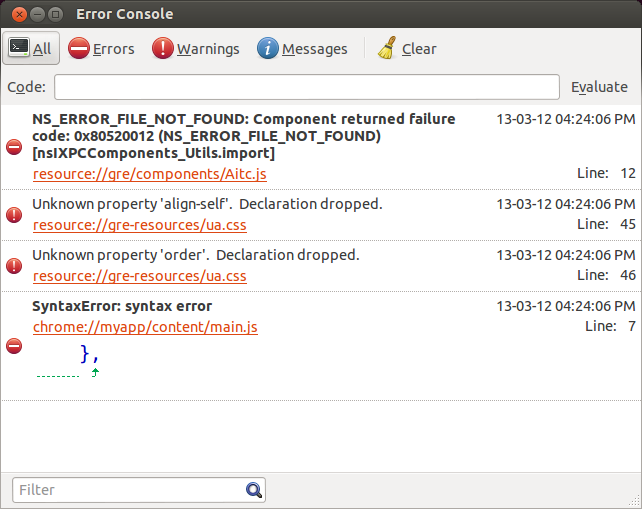 Error Console
All Errors Warnings Messages Clear
Code: Evaluate
NS_ERROR_FILE_NOT_FOUND: Component returned failure 13-03-12 04:24:06 PM
code: 0x80520012 (NS_ERROR_FILE_NOT_FOUND)
[nsIXPCComponents_Utils.import]
resource://gre/components/Aitc.js Line: 12
Unknown property 'align-self'. Declaration dropped. 13-03-12 04:24:06 PM
resource://gre-resources/ua.css Line: 45
Unknown property 'order'. Declaration dropped. 13-03-12 04:24:06 PM
resource://gre-resources/ua.css Line: 46
SyntaxError: syntax error 13-03-12 04:24:06 PM
chrome://myapp/content/main.js Line: 7
},
Filter